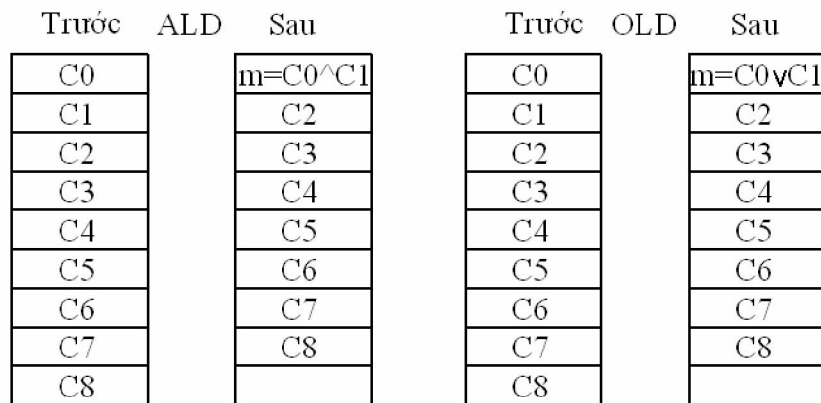 Trước ALD Sau Trước OLD Sau
C0 m=C0^C1 C0 m=C0vC1
C1 C2 C1 C2
C2 C3 C2 C3
C3 C4 C3 C4
C4 C5 C4 C5
C5 C6 C5 C6
C6 C7 C6 C7
C7 C8 C7 C8
C8 C8